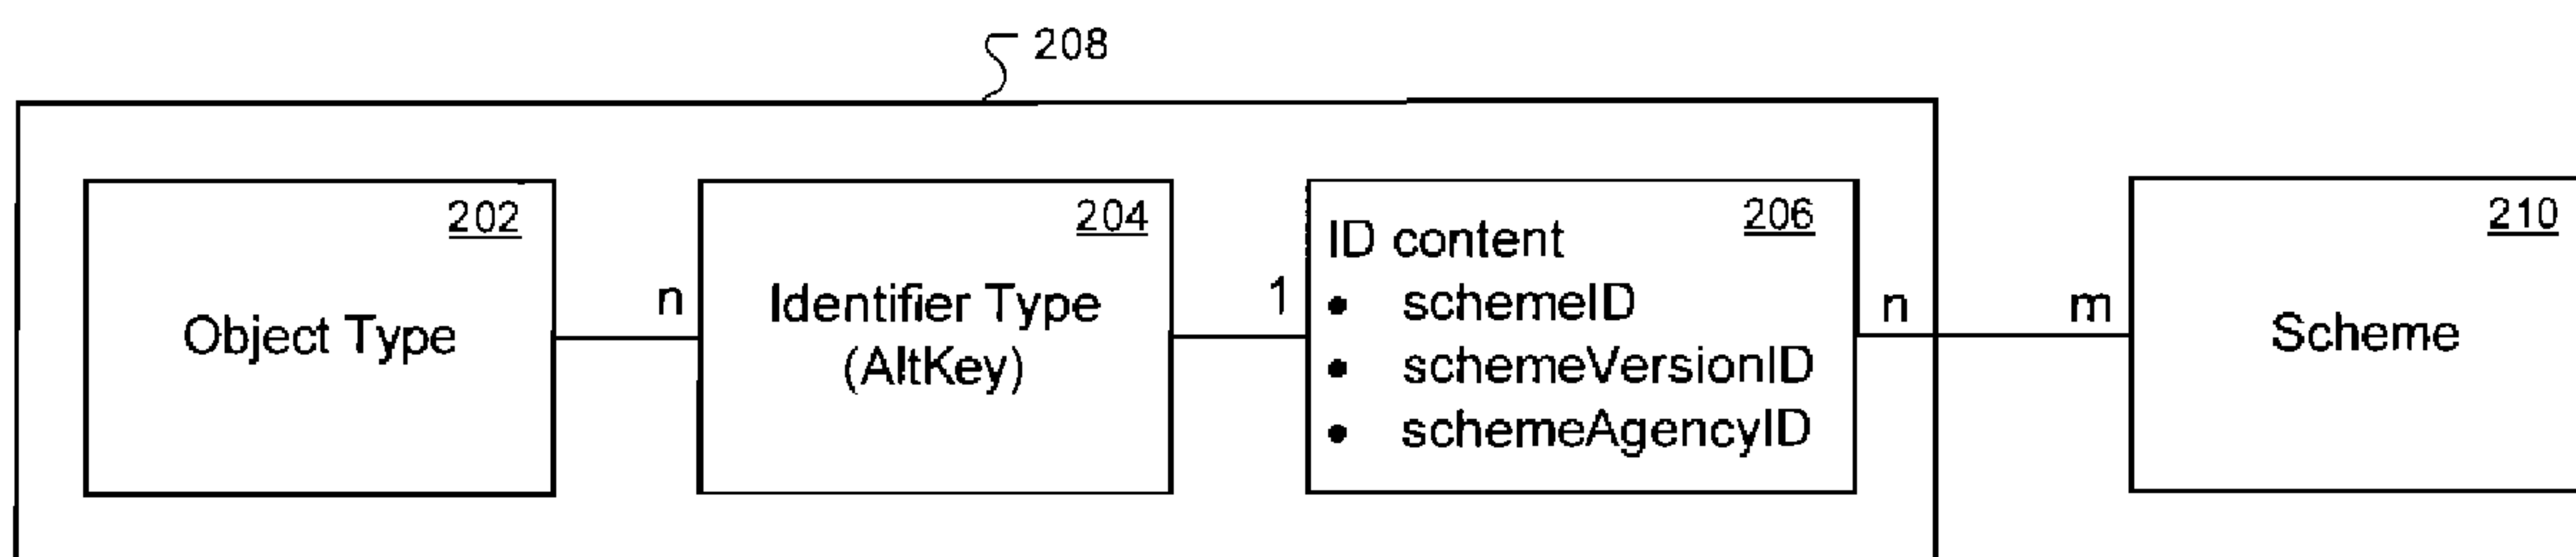 208
202
Object Type
n
204
Identifier Type
(AltKey)
1
206
ID content
• schemeID
• schemeVersionID
• schemeAgencyID
n
m
210
Scheme